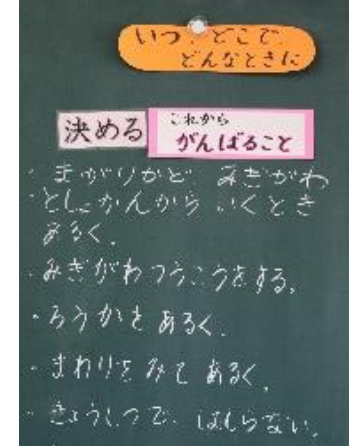 いつ、どこで、
どんなときに
決める
これから
がんばること
・まがりかど みぎがわ
としょかんから いくとき
あるく。
・みぎがわつうこうをする。
・ろうかを あるく。
・まわりをみて あるく。
・きょうしつで はしらない。